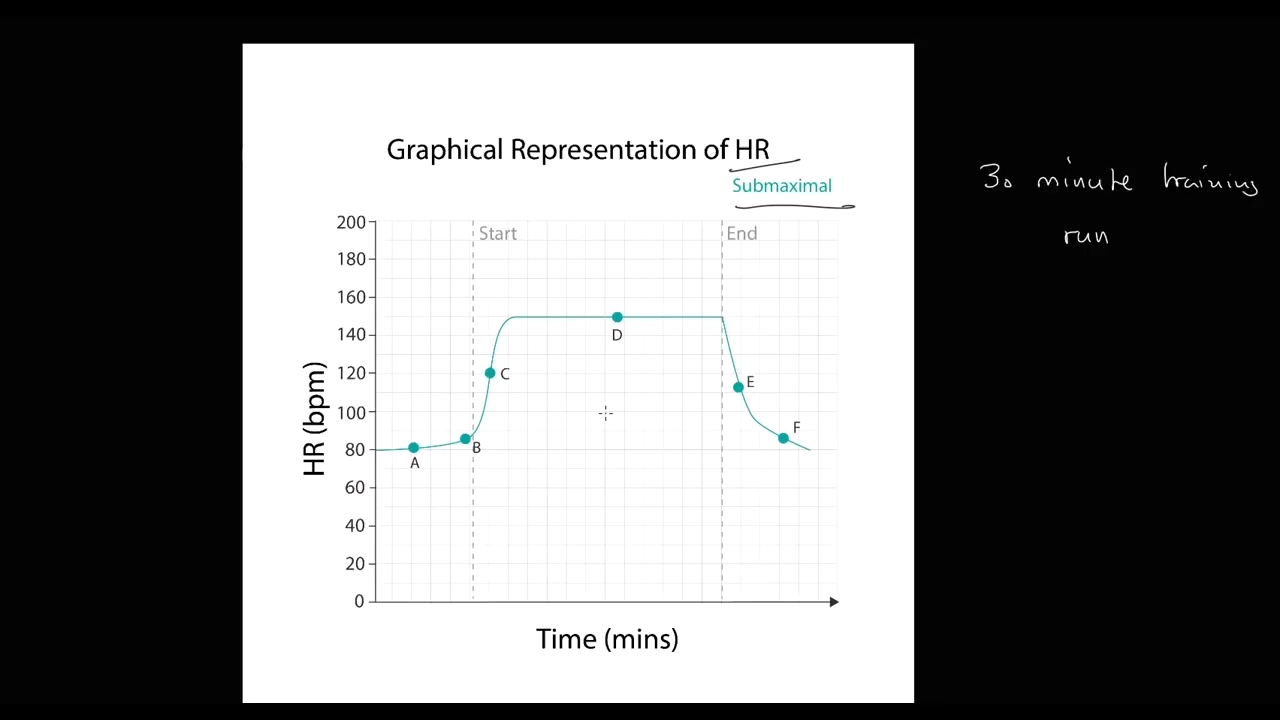 Graphical Representation of HR
Submaximal
30 minute training
run
200
Start
End
180
160
140
D
120
C
E
100
F
80
A
B
60
40
20
0
HR (bpm)
Time (mins)